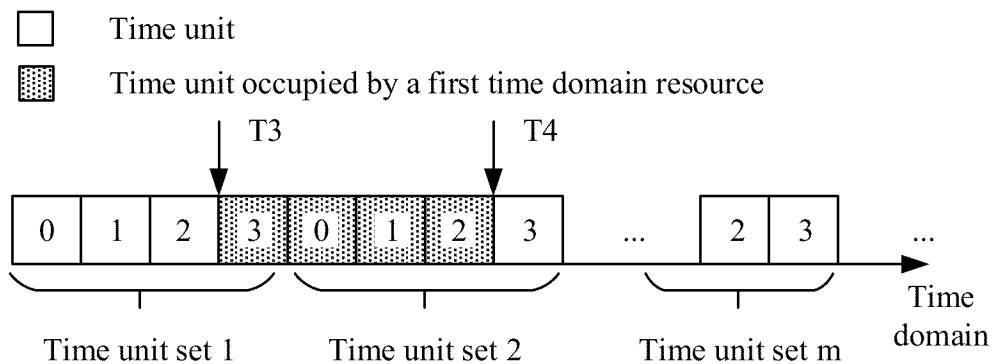 Time unit
Time unit occupied by a first time domain resource
T3 T4
0 1 2 3 0 1 2 3 ... 2 3 ...
Time
domain
Time unit set 1 Time unit set 2 Time unit set m